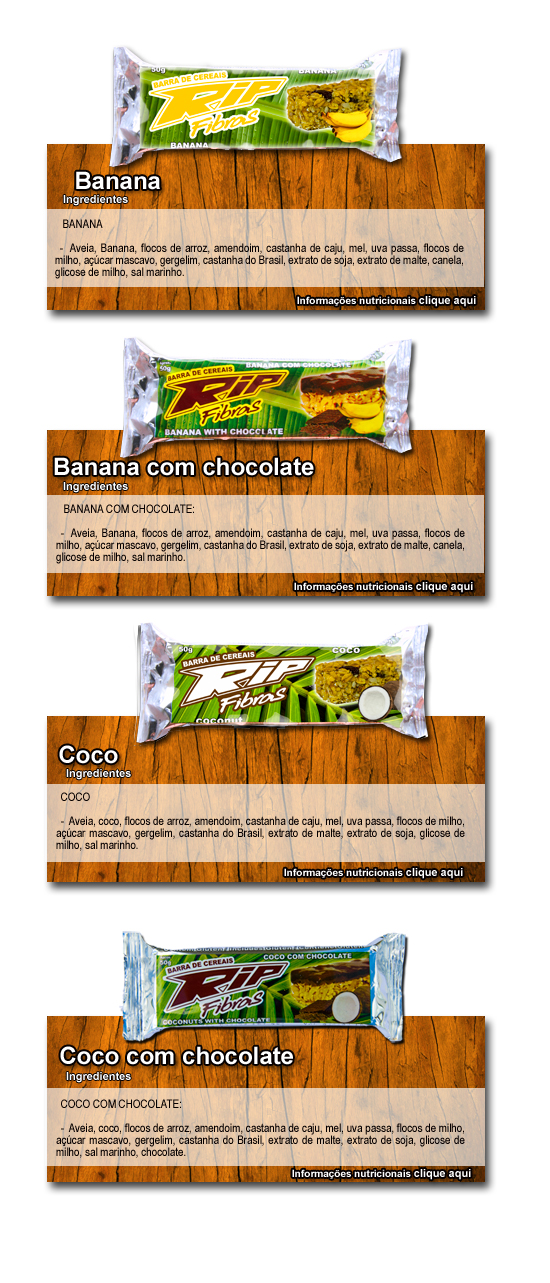 50g
BANANA
BARRA DE CEREAIS
RiP
Fibras
BANANA
Banana
Ingredientes
BANANA
- Aveia, Banana, flocos de arroz, amendoim, castanha de caju, mel, uva passa, flocos de
milho, açúcar mascavo, gergelim, castanha do Brasil, extrato de soja, extrato de malte, canela,
glicose de milho, sal marinho.
Informações nutricionais clique aqui
50g
BANANA COM CHOCOLATE
BARRA DE CEREAIS
RiP
Fibras
BANANA WITH CHOCOLATE
Banana com chocolate
Ingredientes
BANANA COM CHOCOLATE:
- Aveia, Banana, flocos de arroz, amendoim, castanha de caju, mel, uva passa, flocos de
milho, açúcar mascavo, gergelim, castanha do Brasil, extrato de soja, extrato de malte, canela,
glicose de milho, sal marinho.
Informações nutricionais clique aqui
50g
COCO
BARRA DE CEREAIS
RiP
Fibras
coconut
Coco
Ingredientes
COCO
- Aveia, coco, flocos de arroz, amendoim, castanha de caju, mel, uva passa, flocos de milho,
açúcar mascavo, gergelim, castanha do Brasil, extrato de malte, extrato de soja, glicose de
milho, sal marinho.
Informações nutricionais clique aqui
50g
COCO COM CHOCOLATE
BARRA DE CEREAIS
RiP
Fibras
COCONUTS WITH CHOCOLATE
Coco com chocolate
Ingredientes
COCO COM CHOCOLATE:
- Aveia, coco, flocos de arroz, amendoim, castanha de caju, mel, uva passa, flocos de milho,
açúcar mascavo, gergelim, castanha do Brasil, extrato de malte, extrato de soja, glicose de
milho, sal marinho, chocolate.
Informações nutricionais clique aqui